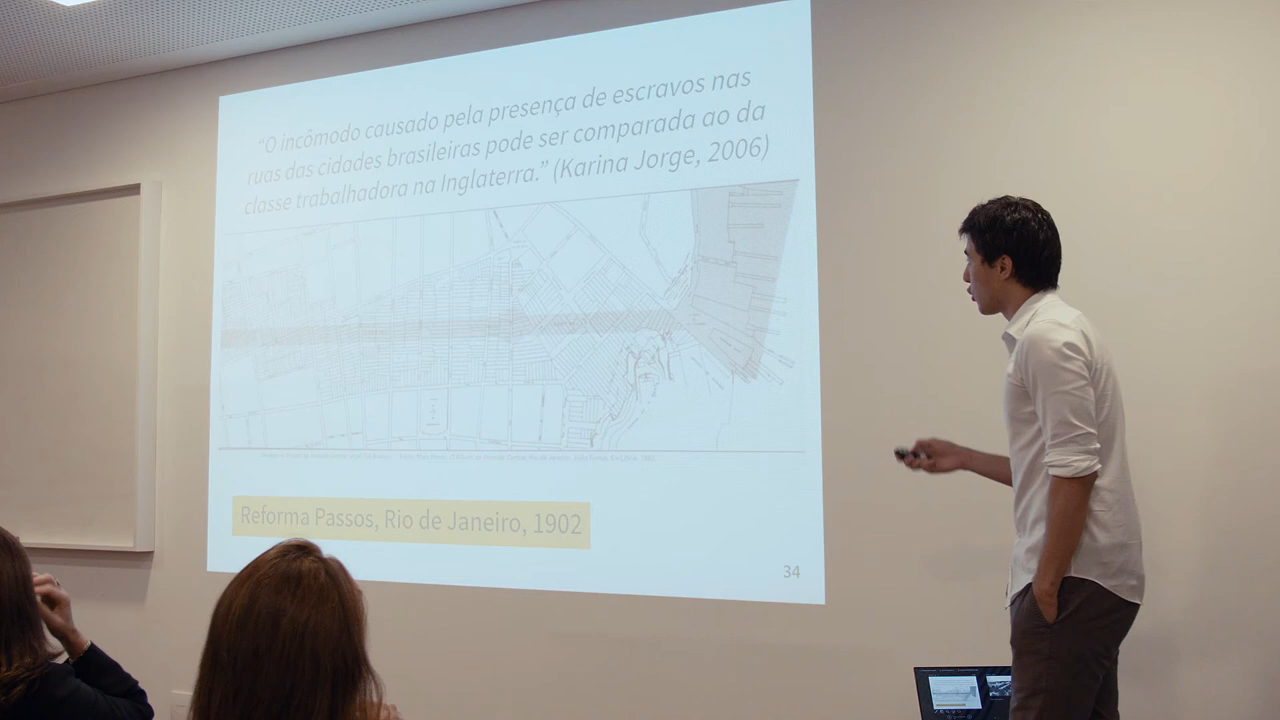 “O incômodo causado pela presença de escravos nas
ruas das cidades brasileiras pode ser comparada ao da
classe trabalhadora na Inglaterra.” (Karina Jorge, 2006)
Reforma Passos, Rio de Janeiro, 1902
34